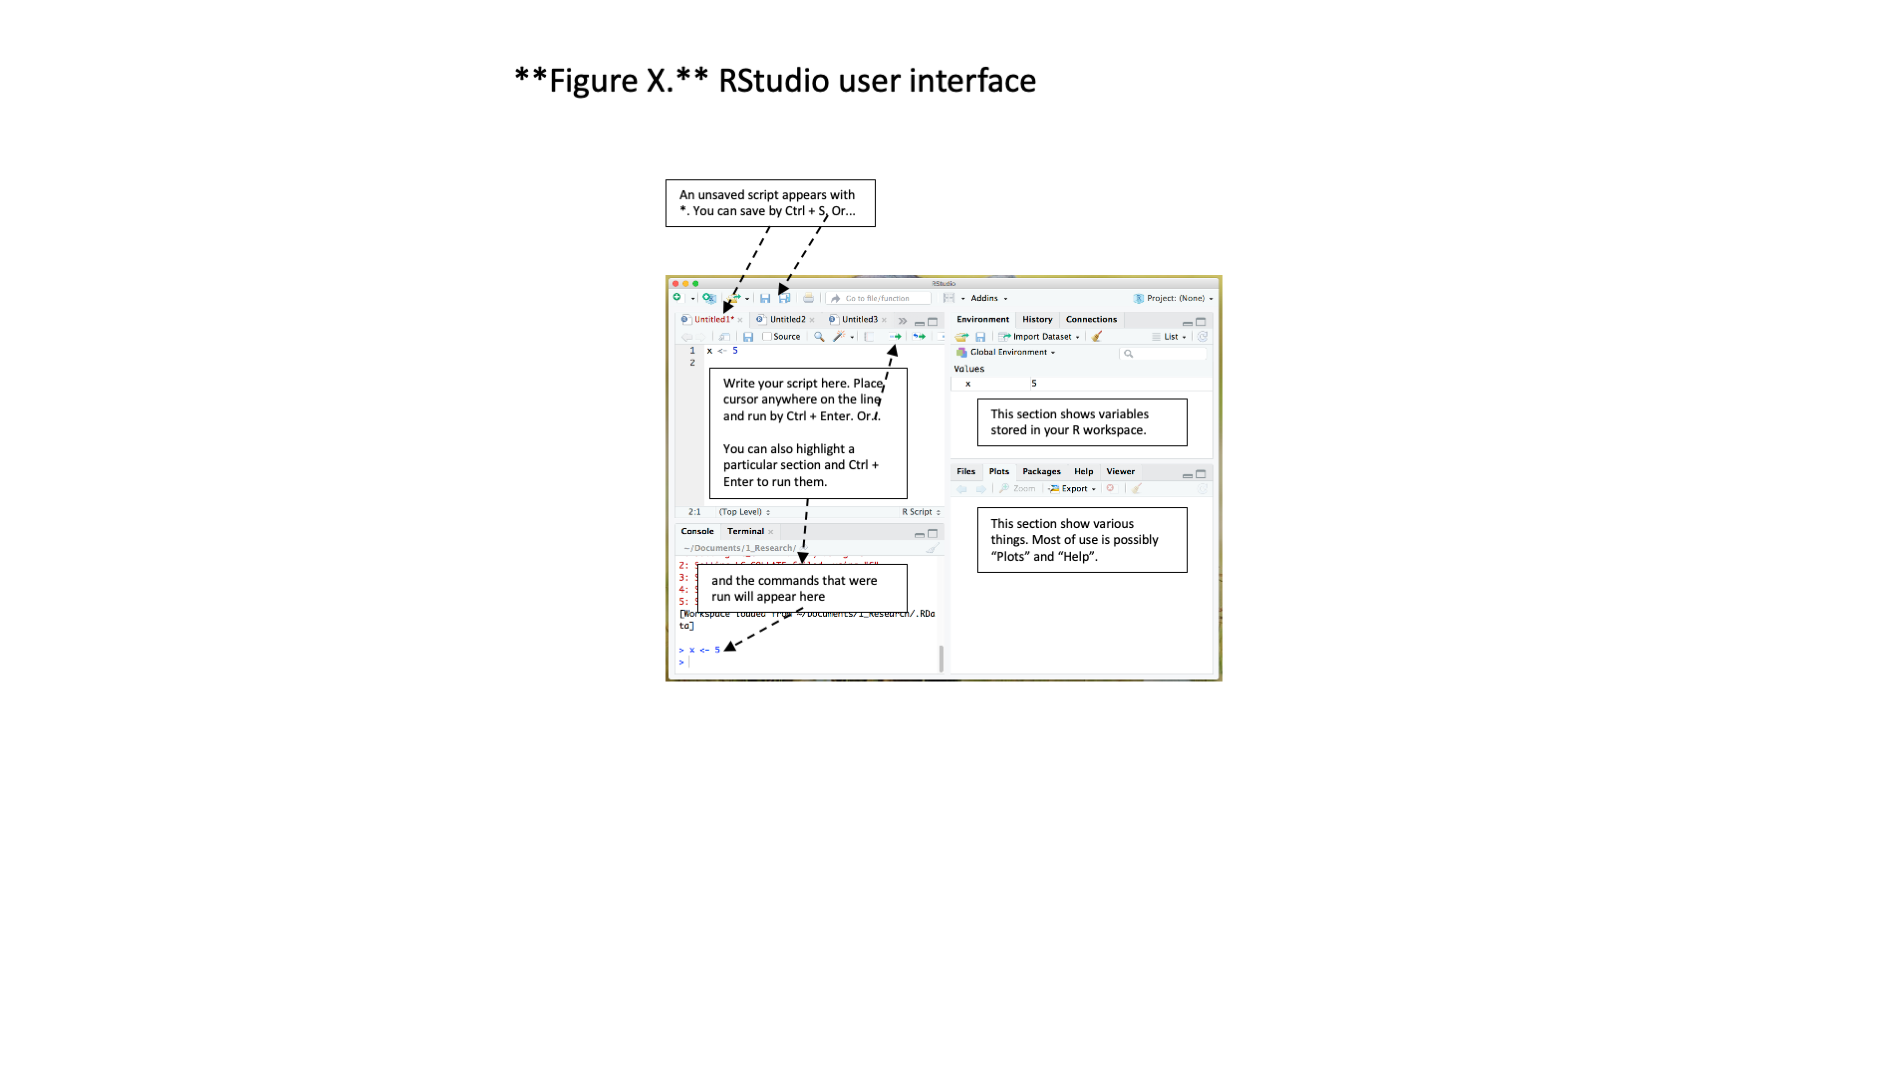 **Figure X.** RStudio user interface
An unsaved script appears with
*. You can save by Ctrl + S. Or...
RStudio
Go to file/function
Addins
Project: (None)
Untitled1*
Untitled2
Untitled3
Source
1 x <- 5
2
Write your script here. Place
cursor anywhere on the line
and run by Ctrl + Enter. Or..
You can also highlight a
particular section and Ctrl +
Enter to run them.
2:1 (Top Level) R Script
Console Terminal
~/Documents/1_Research/
2:
3:
4:
5:
and the commands that were
run will appear here
[Workspace loaded from ~/Documents/1_Research/.RDa
ta]
> x <- 5
>
Environment History Connections
Import Dataset List
Global Environment
Values
x 5
This section shows variables
stored in your R workspace.
Files Plots Packages Help Viewer
Zoom Export
This section show various
things. Most of use is possibly
“Plots” and “Help”.